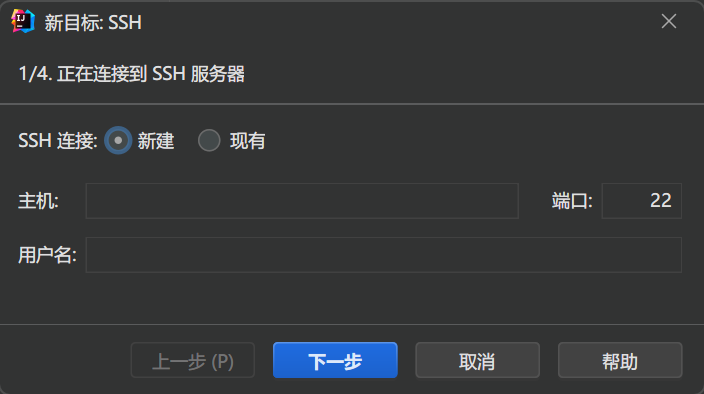 新目标: SSH
1/4. 正在连接到 SSH 服务器
SSH 连接: 新建 现有
主机: 端口: 22
用户名:
上一步 (P) 下一步 取消 帮助